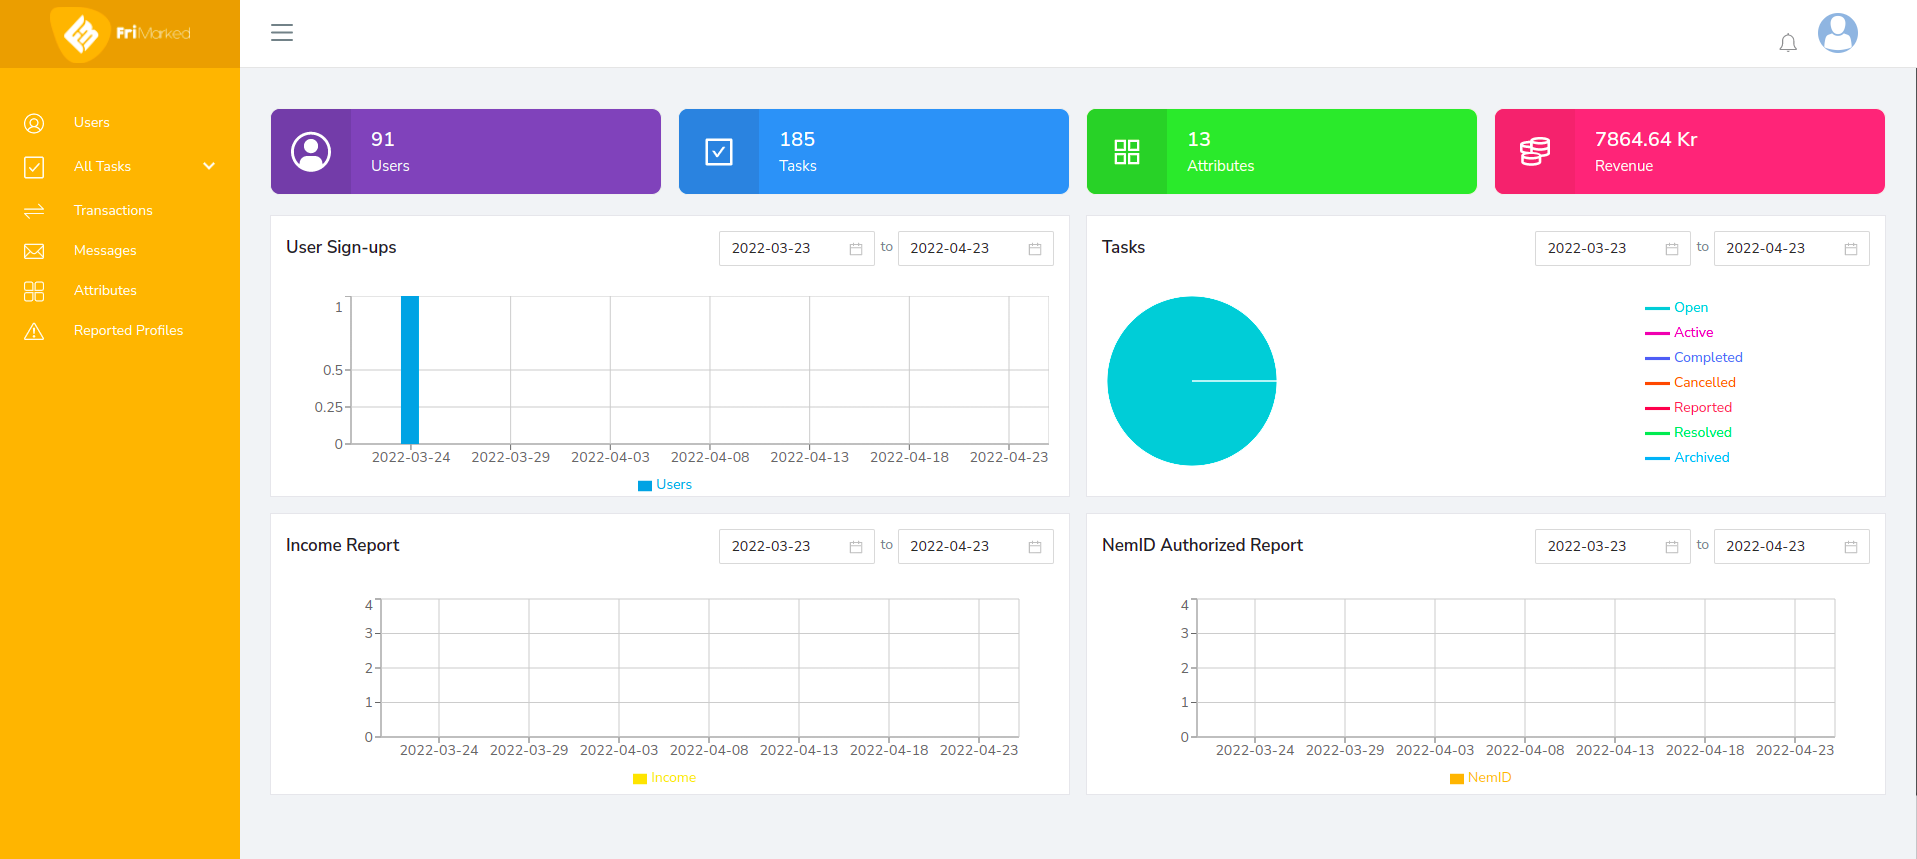 FriMarked
Users
All Tasks
Transactions
Messages
Attributes
Reported Profiles
91
Users
185
Tasks
13
Attributes
7864.64 Kr
Revenue
User Sign-ups
2022-03-23 to 2022-04-23
1
0.5
0.25
0
2022-03-24 2022-03-29 2022-04-03 2022-04-08 2022-04-13 2022-04-18 2022-04-23
Users
Tasks
2022-03-23 to 2022-04-23
Open
Active
Completed
Cancelled
Reported
Resolved
Archived
Income Report
2022-03-23 to 2022-04-23
4
3
2
1
0
2022-03-24 2022-03-29 2022-04-03 2022-04-08 2022-04-13 2022-04-18 2022-04-23
Income
NemID Authorized Report
2022-03-23 to 2022-04-23
4
3
2
1
0
2022-03-24 2022-03-29 2022-04-03 2022-04-08 2022-04-13 2022-04-18 2022-04-23
NemID